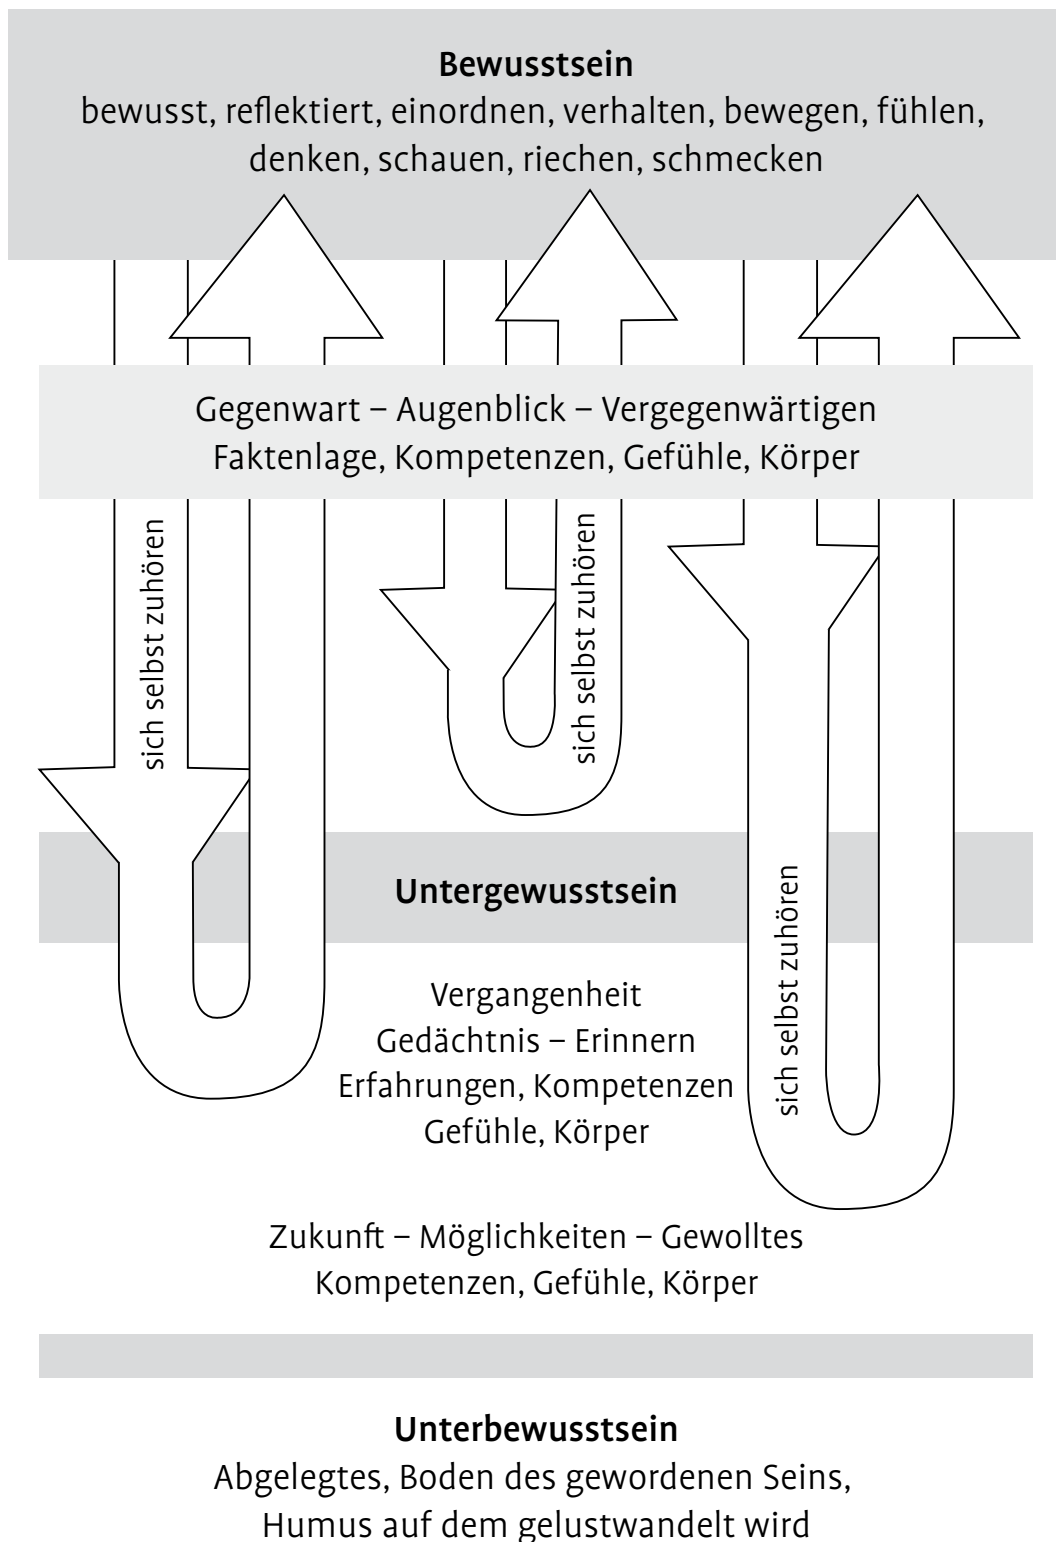 Bewusstsein
bewusst, reflektiert, einordnen, verhalten, bewegen, fühlen,
denken, schauen, riechen, schmecken
Gegenwart – Augenblick – Vergegenwärtigen
Faktenlage, Kompetenzen, Gefühle, Körper
sich selbst zuhören
sich selbst zuhören
sich selbst zuhören
Untergewusstsein
Vergangenheit
Gedächtnis – Erinnern
Erfahrungen, Kompetenzen
Gefühle, Körper
Zukunft – Möglichkeiten – Gewolltes
Kompetenzen, Gefühle, Körper
Unterbewusstsein
Abgelegtes, Boden des gewordenen Seins,
Humus auf dem gelustwandelt wird